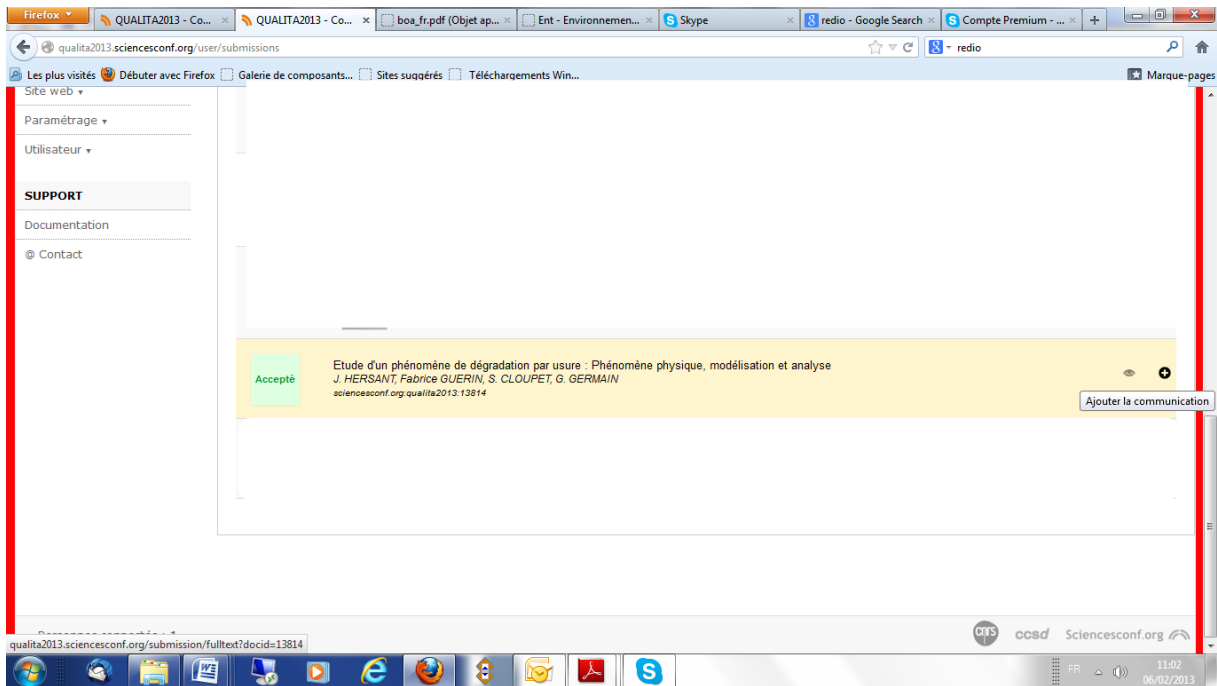 Firefox
QUALITA2013 - Co...
QUALITA2013 - Co...
boa_fr.pdf (Objet ap...
Ent - Environnemen...
Skype
redio - Google Search
Compte Premium - ...
qualita2013.sciencesconf.org/user/submissions
redio
Les plus visités
Débuter avec Firefox
Galerie de composants...
Sites suggérés
Téléchargements Win...
Marque-pages
Site web
Paramétrage
Utilisateur
SUPPORT
Documentation
@ Contact
Accepté
Etude d'un phénomène de dégradation par usure : Phénomène physique, modélisation et analyse
J. HERSANT, Fabrice GUERIN, S. CLOUPET, G. GERMAIN
sciencesconf.org:qualita2013:13814
Ajouter la communication
qualita2013.sciencesconf.org/submission/fulltext?docid=13814
cnrs
ccsd
Sciencesconf.org
FR
11:02
06/02/2013